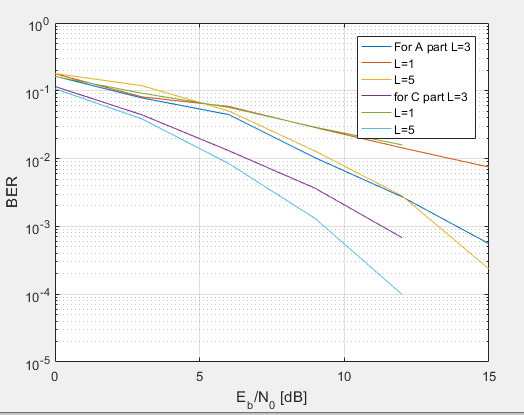 10^0
10^-1
10^-2
10^-3
10^-4
10^-5
BER
For A part L=3
L=1
L=5
for C part L=3
L=1
L=5
0 5 10 15
E_b/N_0 [dB]